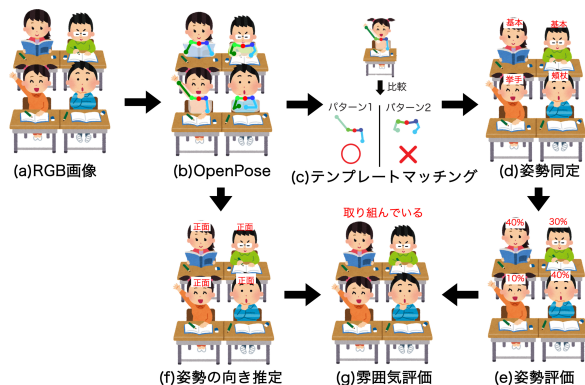 基本
基本
挙手
頬杖
比較
パターン1
パターン2
(a)RGB画像
(b)OpenPose
(c)テンプレートマッチング
(d)姿勢同定
取り組んでいる
正面
正面
正面
正面
40%
30%
10%
40%
(f)姿勢の向き推定
(g)雰囲気評価
(e)姿勢評価